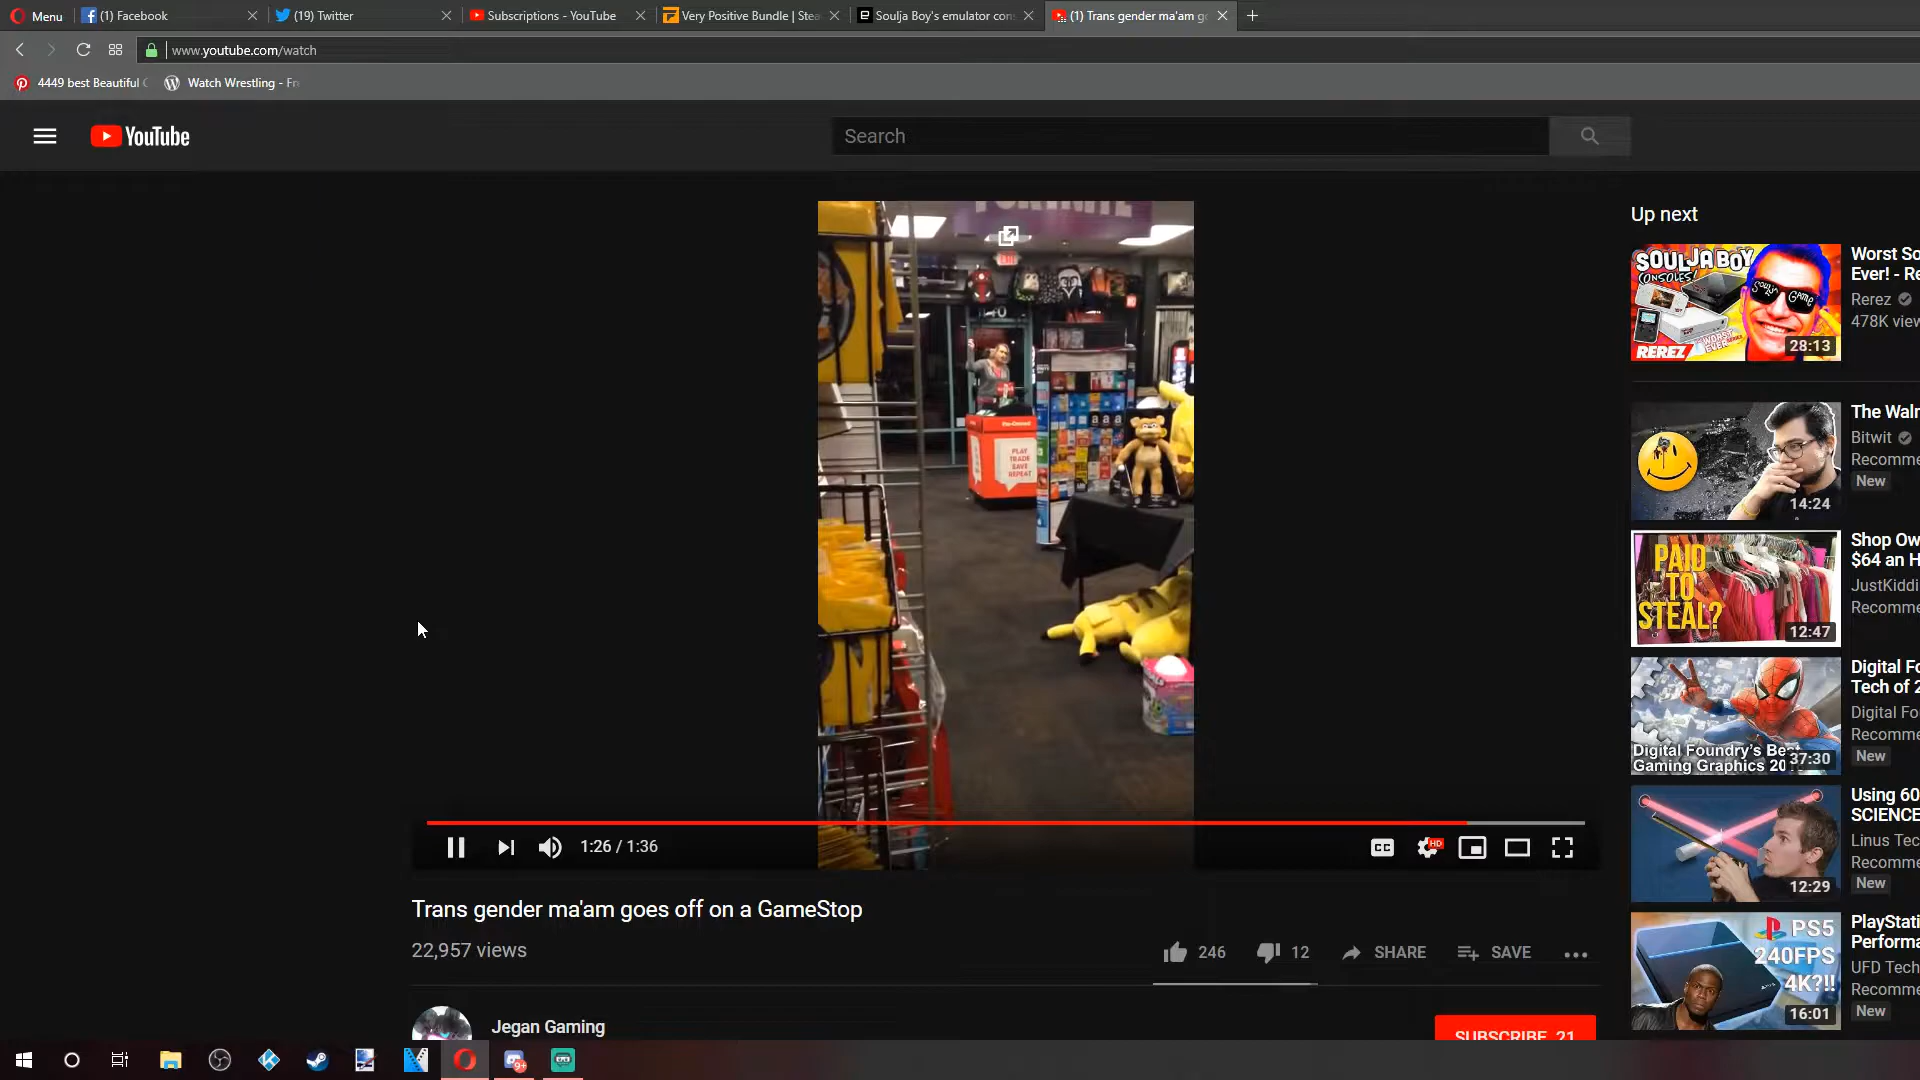 Menu
(1) Facebook
(19) Twitter
Subscriptions - YouTube
Very Positive Bundle | Stea
Soulja Boy's emulator con
(1) Trans gender ma'am go
www.youtube.com/watch
4449 best Beautiful
Watch Wrestling - Fr
YouTube
Search
Up next
EXIT
PLAY
TRADE
SAVE
REPEAT
SOULJA BOY
CONSOLES!
SOULJA GAME
REREZ
28:13
Worst So
Ever! - Re
Rerez
478K view
14:24
The Waln
Bitwit
Recomme
New
PAID
TO
STEAL?
12:47
Shop Ow
$64 an H
JustKiddi
Recomme
Digital Foundry's Be
Gaming Graphics 20
37:30
Digital Fo
Tech of 2
Digital Fo
Recomme
New
12:29
Using 60
SCIENCE
Linus Tec
Recomme
New
PS5
240FPS
4K?!!
16:01
PlayStati
Performa
UFD Tech
Recomme
New
1:26 / 1:36
CC
HD
Trans gender ma'am goes off on a GameStop
22,957 views
246
12
SHARE
SAVE
Jegan Gaming
SUBSCRIBE 21
9+